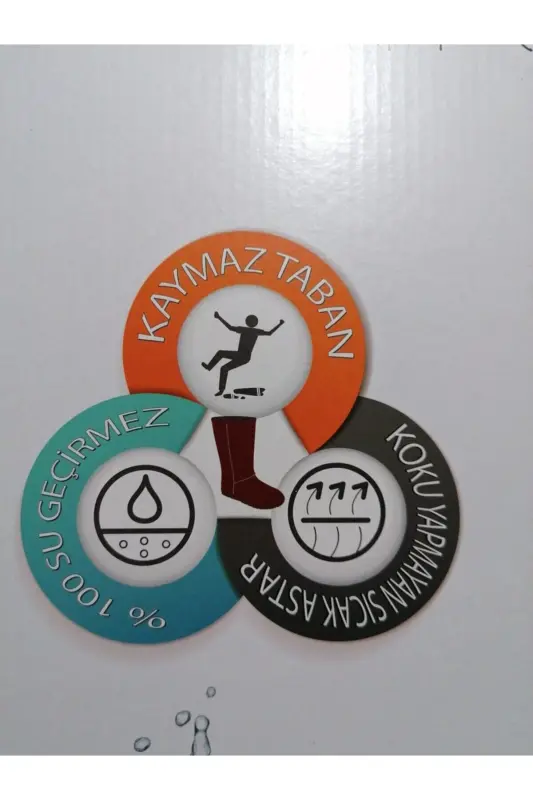 KAYMAZ TABAN
% 100 SU GEÇİRMEZ
KOKU YAPMAYAN SICAK ASTAR